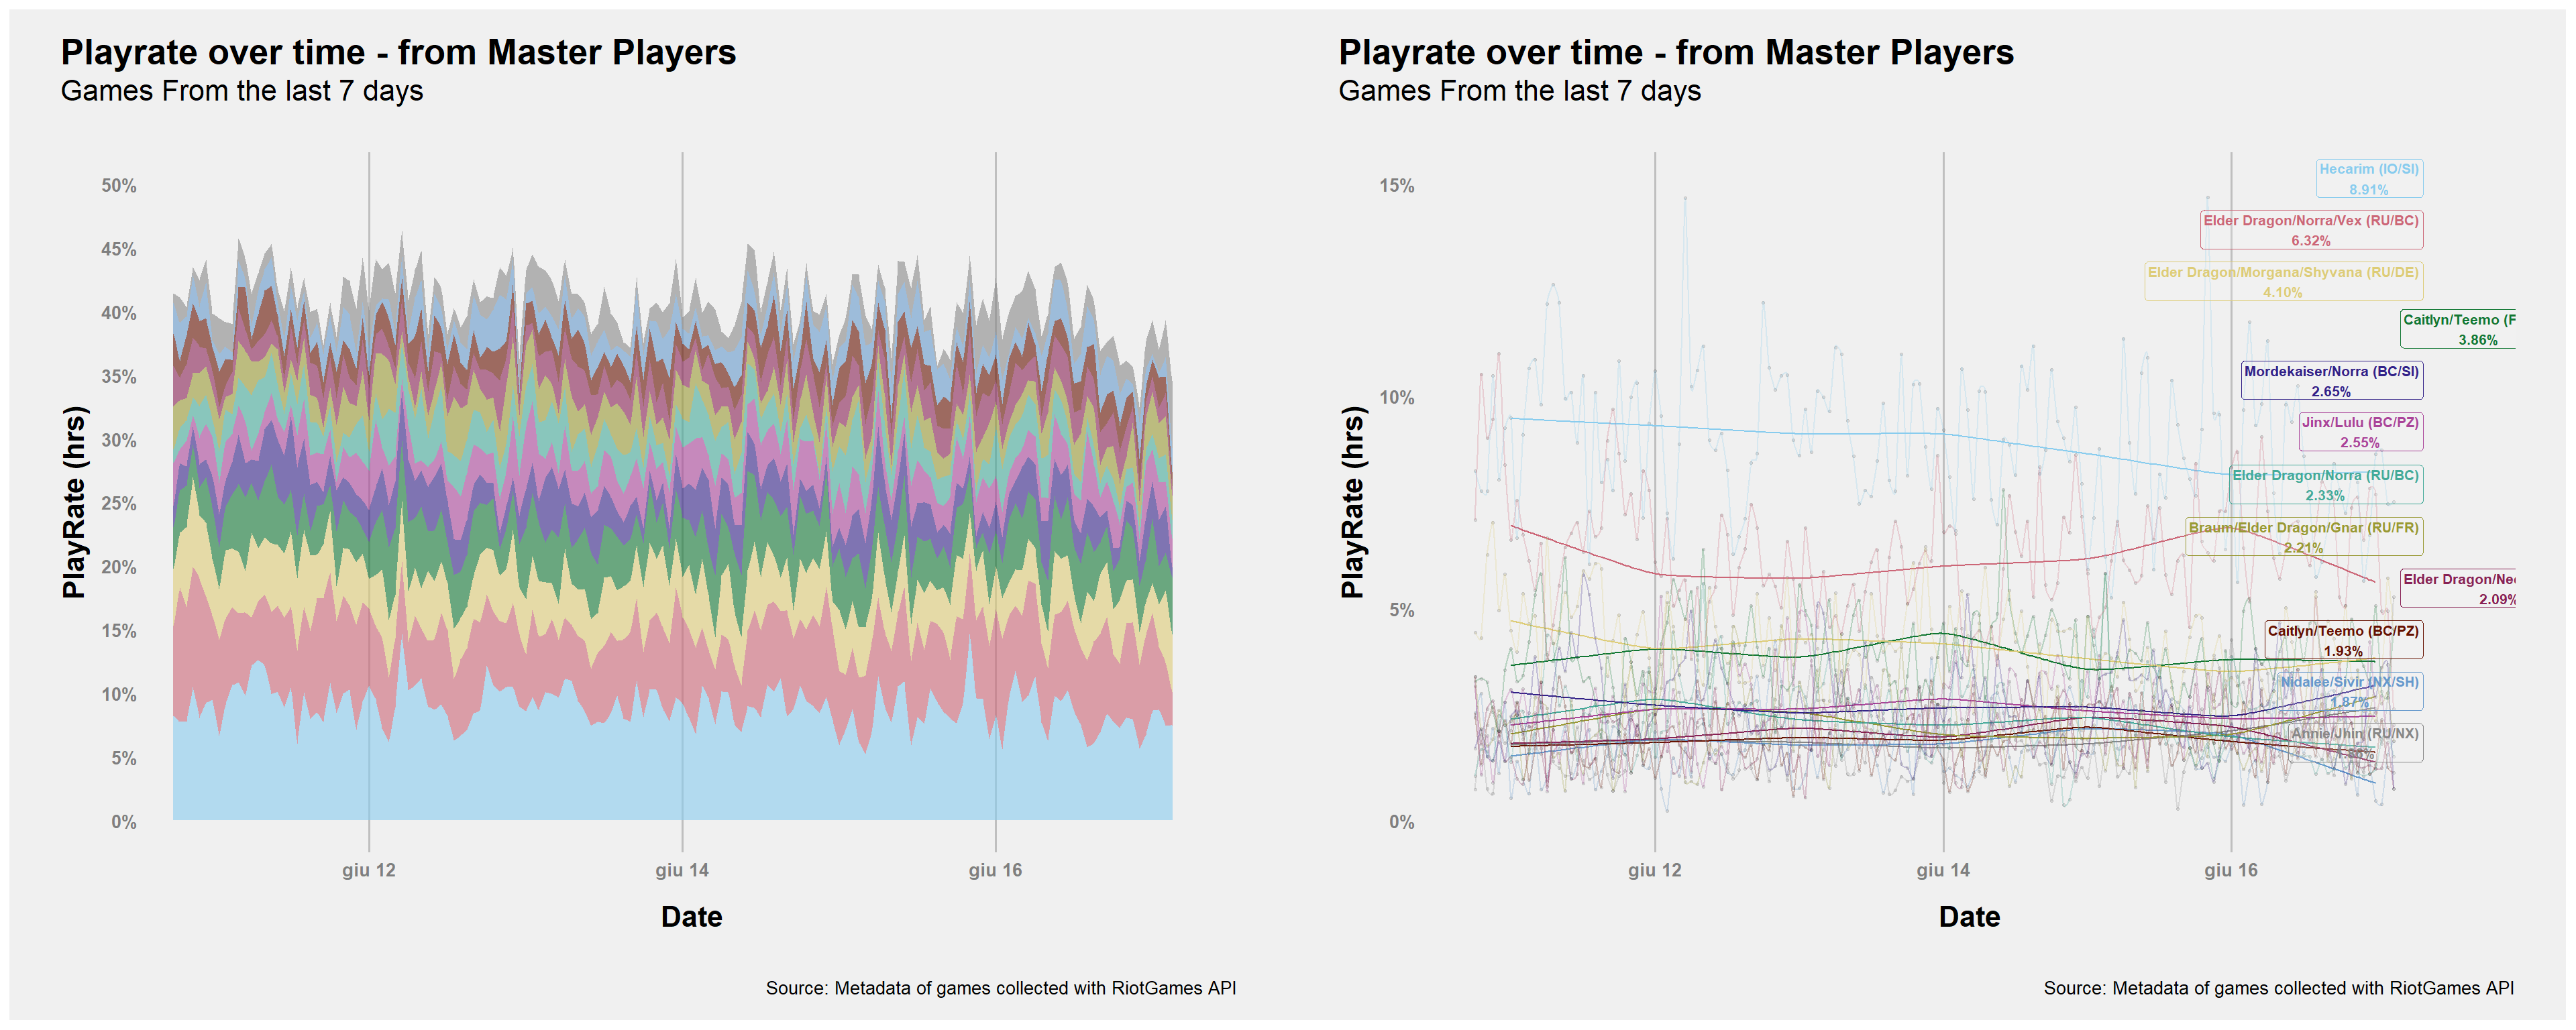 Playrate over time - from Master Players
Games From the last 7 days
PlayRate (hrs)
50%
45%
40%
35%
30%
25%
20%
15%
10%
5%
0%
giu 12
giu 14
giu 16
Date
Source: Metadata of games collected with RiotGames API
Playrate over time - from Master Players
Games From the last 7 days
PlayRate (hrs)
15%
10%
5%
0%
Hecarim (IO/SI)
8.91%
Elder Dragon/Norra/Vex (RU/BC)
6.32%
Elder Dragon/Morgana/Shyvana (RU/DE)
4.10%
Caitlyn/Teemo (F
3.86%
Mordekaiser/Norra (BC/SI)
2.65%
Jinx/Lulu (BC/PZ)
2.55%
Elder Dragon/Norra (RU/BC)
2.33%
Braum/Elder Dragon/Gnar (RU/FR)
2.21%
Elder Dragon/Nee
2.09%
Caitlyn/Teemo (BC/PZ)
1.93%
Nidalee/Sivir (NX/SH)
1.87%
Annie/Jhin (RU/NX)
giu 12
giu 14
giu 16
Date
Source: Metadata of games collected with RiotGames API